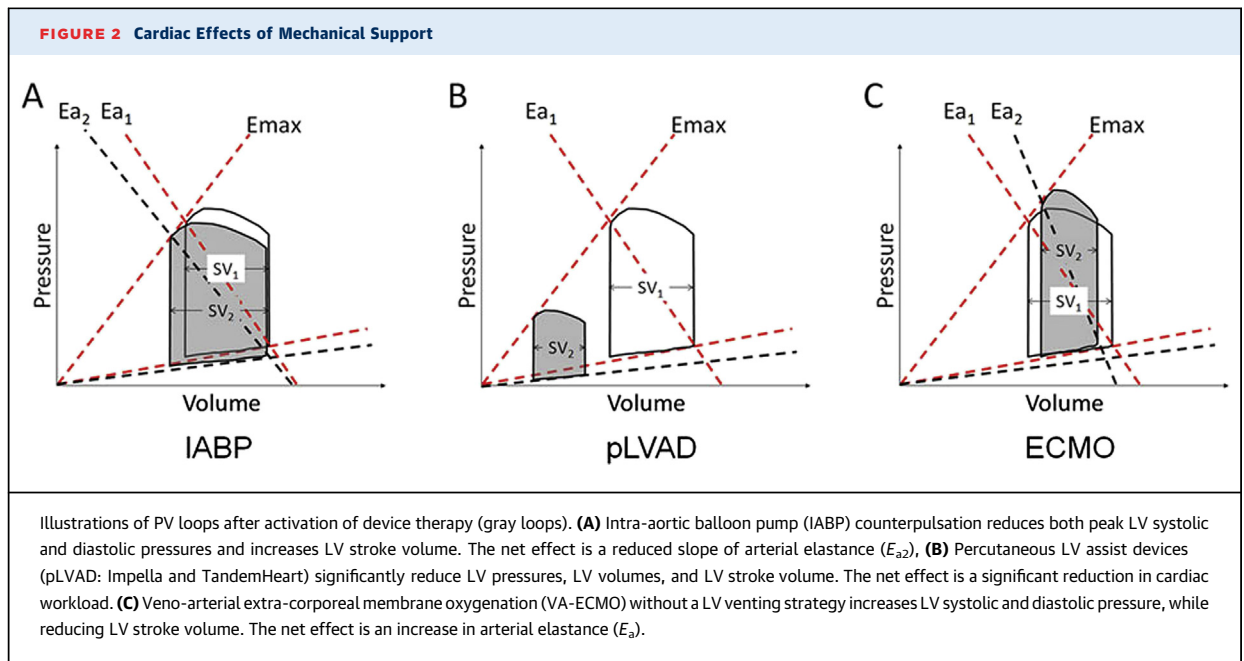 FIGURE 2 Cardiac Effects of Mechanical Support
A
Ea2 Ea1
Emax
Pressure
SV1
SV2
Volume
IABP
B
Ea1
Emax
Pressure
SV1
SV2
Volume
pLVAD
C
Ea1 Ea2
Emax
Pressure
SV2
SV1
Volume
ECMO
Illustrations of PV loops after activation of device therapy (gray loops). (A) Intra-aortic balloon pump (IABP) counterpulsation reduces both peak LV systolic
and diastolic pressures and increases LV stroke volume. The net effect is a reduced slope of arterial elastance (Ea2), (B) Percutaneous LV assist devices
(pLVAD: Impella and TandemHeart) significantly reduce LV pressures, LV volumes, and LV stroke volume. The net effect is a significant reduction in cardiac
workload. (C) Veno-arterial extra-corporeal membrane oxygenation (VA-ECMO) without a LV venting strategy increases LV systolic and diastolic pressure, while
reducing LV stroke volume. The net effect is an increase in arterial elastance (Ea).